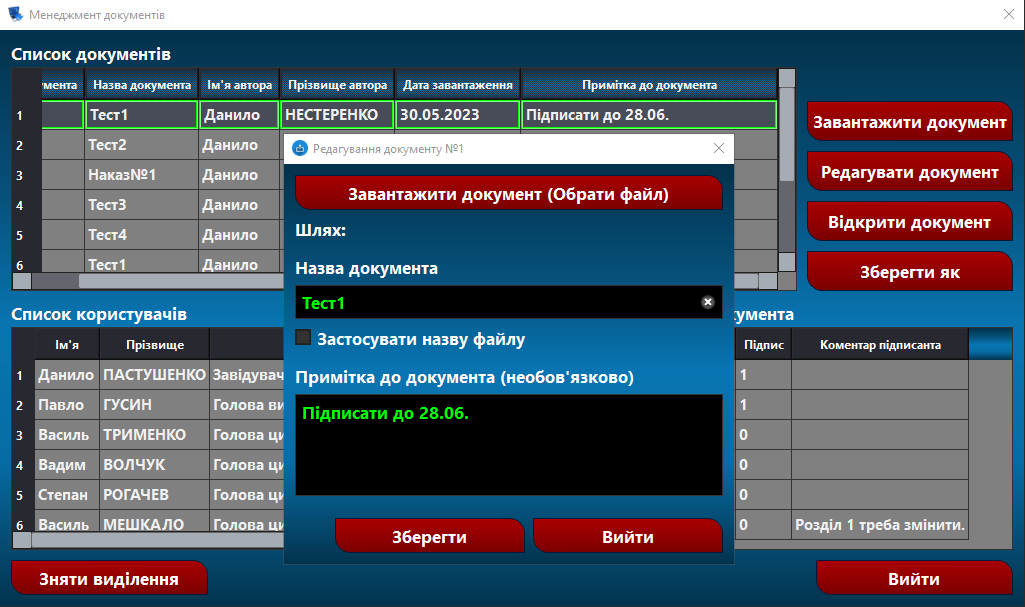 Менеджмент документів
Список документів
мента Назва документа Ім'я автора Прізвище автора Дата завантаження Примітка до документа
1 Тест1 Данило НЕСТЕРЕНКО 30.05.2023 Підписати до 28.06.
2 Тест2 Данило
3 Наказ№1 Данило
4 Тест3 Данило
5 Тест4 Данило
6 Тест1 Данило
Завантажити документ
Редагувати документ
Відкрити документ
Зберегти як
Редагування документу №1
Завантажити документ (Обрати файл)
Шлях:
Назва документа
Тест1
Застосувати назву файлу
Примітка до документа (необов'язково)
Підписати до 28.06.
Зберегти Вийти
Список користувачів
Ім'я Прізвище
1 Данило ПАСТУШЕНКО Завідувач
2 Павло ГУСИН Голова ви
3 Василь ТРИМЕНКО Голова ци
4 Вадим ВОЛЧУК Голова ци
5 Степан РОГАЧЕВ Голова ци
6 Василь МЕШКАЛО Голова ци
кумента
Підпис Коментар підписанта
1
1
0
0
0
0 Розділ 1 треба змінити.
Зняти виділення
Вийти